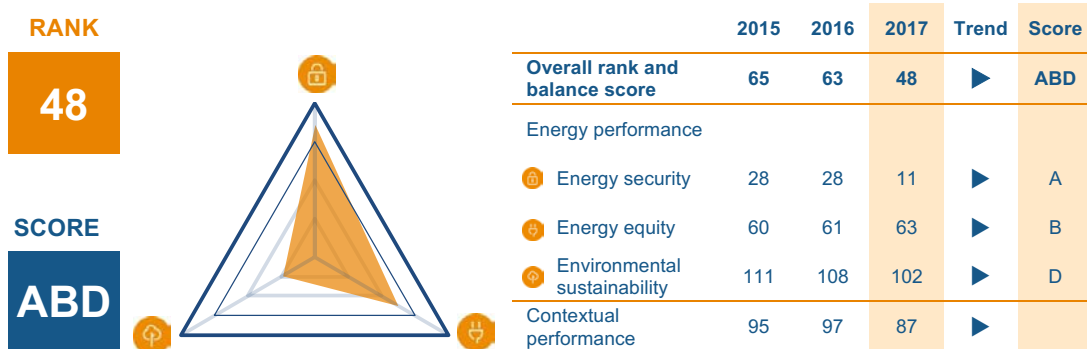 RANK
48
SCORE
ABD
2015 2016 2017 Trend Score
Overall rank and
balance score 65 63 48 ▶ ABD
Energy performance
Energy security 28 28 11 ▶ A
Energy equity 60 61 63 ▶ B
Environmental
sustainability 111 108 102 ▶ D
Contextual
performance 95 97 87 ▶